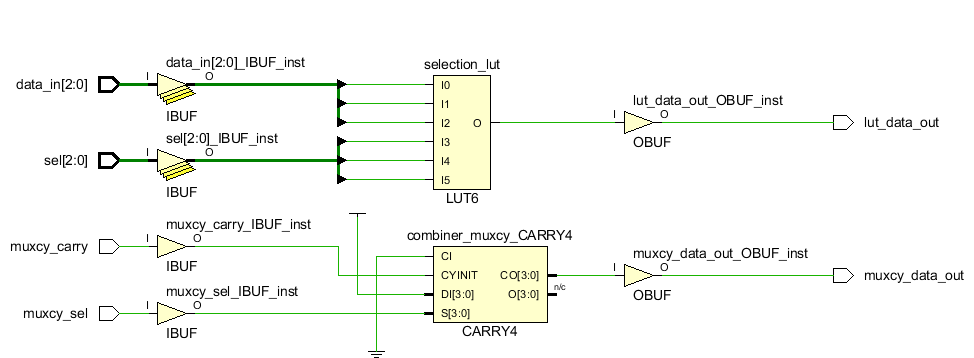 data_in[2:0]
I
data_in[2:0]_IBUF_inst
O
IBUF
sel[2:0]
I
sel[2:0]_IBUF_inst
O
IBUF
selection_lut
I0
I1
I2
I3
I4
I5
O
LUT6
I
lut_data_out_OBUF_inst
O
OBUF
lut_data_out
muxcy_carry
I
muxcy_carry_IBUF_inst
O
IBUF
muxcy_sel
I
muxcy_sel_IBUF_inst
O
IBUF
combiner_muxcy_CARRY4
CI
CYINIT
DI[3:0]
S[3:0]
CO[3:0]
O[3:0]
n/c
CARRY4
I
muxcy_data_out_OBUF_inst
O
OBUF
muxcy_data_out